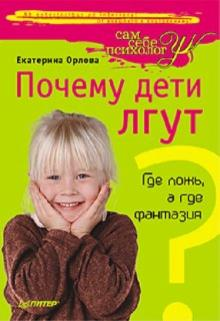 сам
себе
психолог
Екатерина Орлова
Почему дети
лгут
Где ложь,
а где
фантазия
?
ПИТЕР